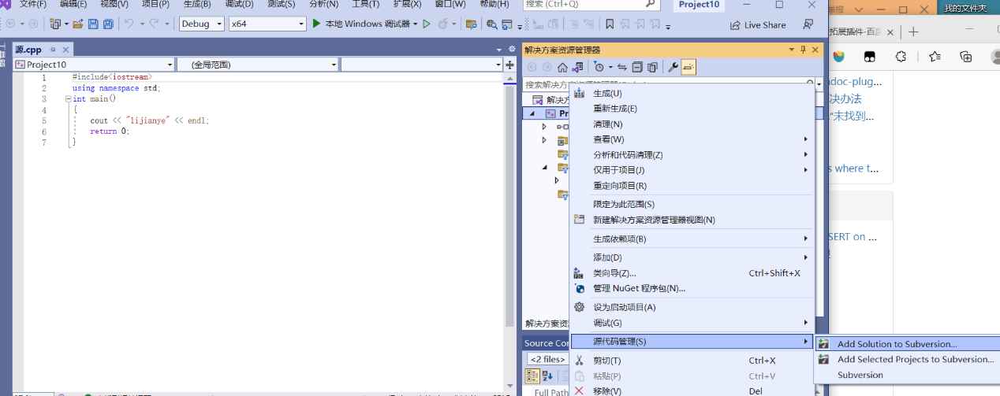 文件(F) 编辑(E) 视图(V) 项目(P) 生成(B) 调试(D) 测试(S) 分析(N) 工具(T) 扩展(X) 窗口(W) 帮助(H) 搜索 (Ctrl+Q) Project10
Debug x64 本地 Windows 调试器 Live Share
我的文件夹
拓展插件-百
源.cpp
Project10 (全局范围)
1 #include<iostream>
2 using namespace std;
3 int main()
4 {
5 cout << "lijianye" << endl;
6 return 0;
7 }
解决方案资源管理器
搜索解决方案资源管理器
解决方
Pr
生成(U)
重新生成(E)
清理(N)
查看(W)
分析和代码清理(Z)
仅用于项目(J)
重定向项目(R)
限定为此范围(S)
新建解决方案资源管理器视图(N)
生成依赖项(B)
添加(D)
类向导(Z)... Ctrl+Shift+X
管理 NuGet 程序包(N)...
设为启动项目(A)
调试(G)
源代码管理(S)
剪切(T) Ctrl+X
粘贴(P) Ctrl+V
移除(V) Del
Add Solution to Subversion...
Add Selected Projects to Subversion...
Subversion
解决方案资
Source Co
<2 files>
Full Path
doc-plug...
决办法
“未找到...
s where t...
SERT on ...